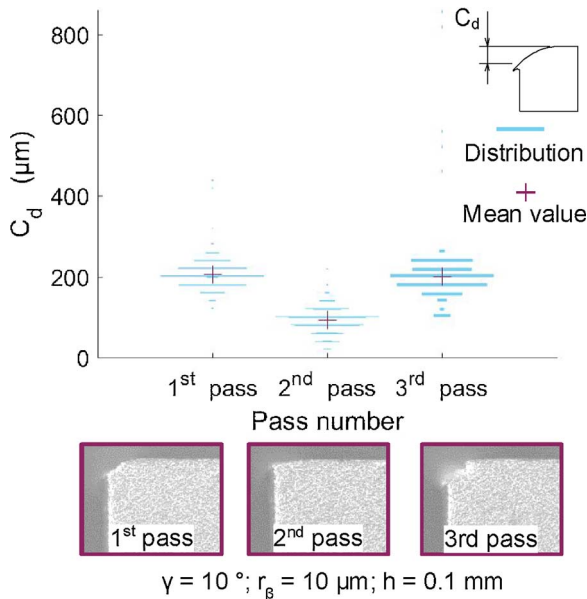 800
600
400
200
0
C_d (µm)
C_d
Distribution
Mean value
1st pass 2nd pass 3rd pass
Pass number
1st pass
2nd pass
3rd pass
γ = 10 °; r_β = 10 µm; h = 0.1 mm